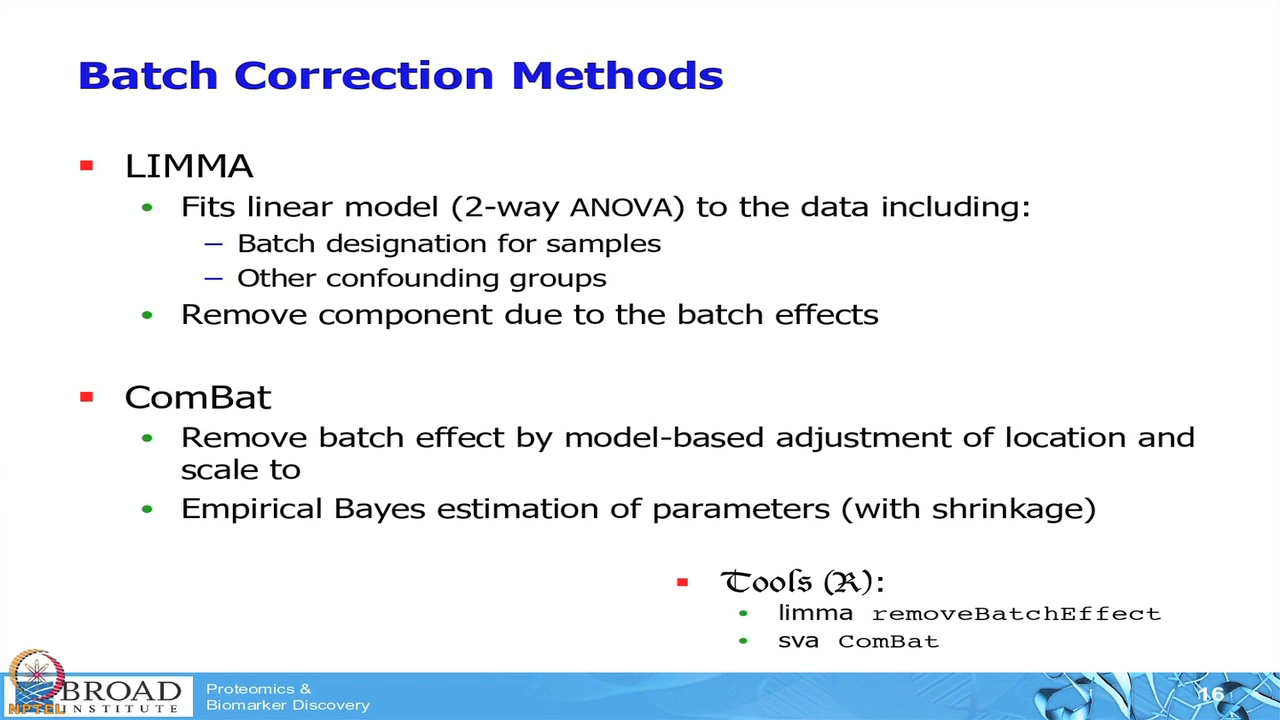 Batch Correction Methods
LIMMA
Fits linear model (2-way ANOVA) to the data including:
Batch designation for samples
Other confounding groups
Remove component due to the batch effects
ComBat
Remove batch effect by model-based adjustment of location and
scale to
Empirical Bayes estimation of parameters (with shrinkage)
Tools (R):
limma removeBatchEffect
sva ComBat
BROAD
INSTITUTE
NPTEL
Proteomics &
Biomarker Discovery
16